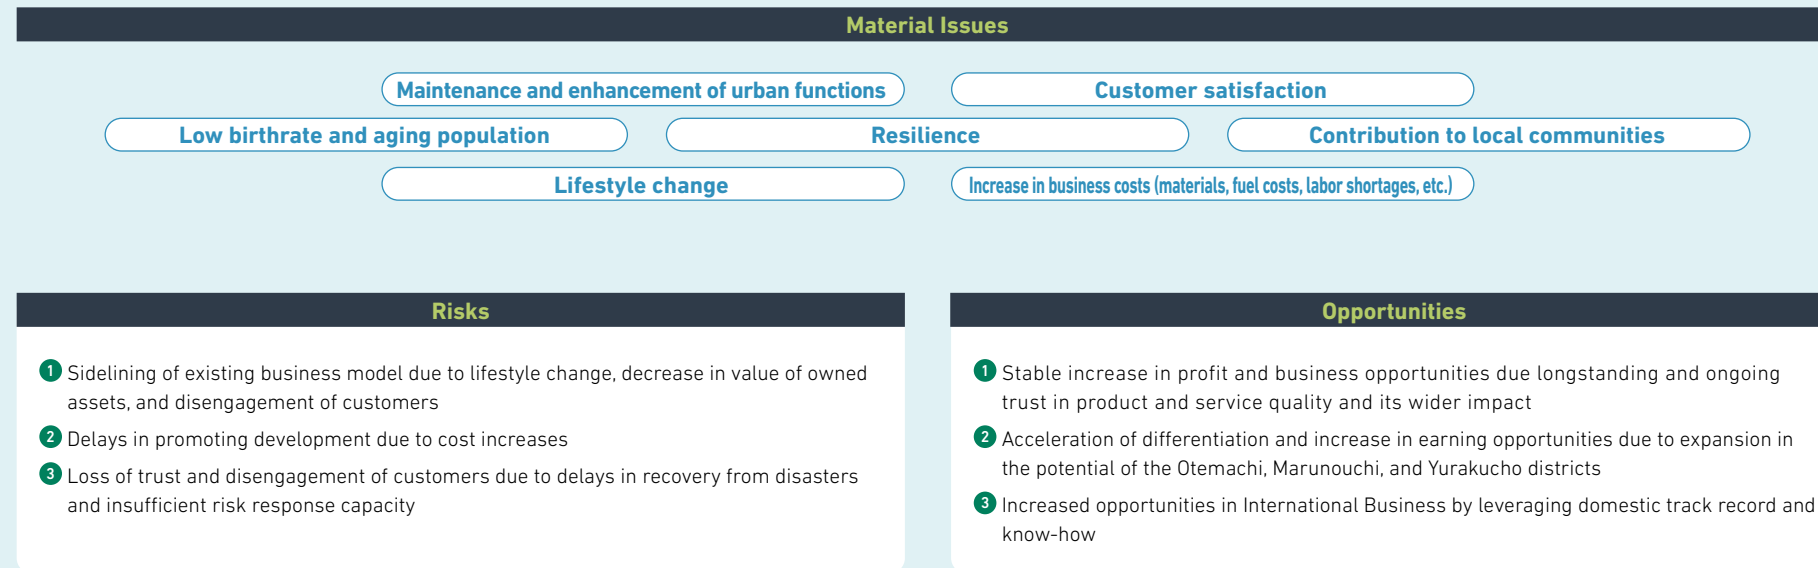 Material Issues
Maintenance and enhancement of urban functions
Customer satisfaction
Low birthrate and aging population
Resilience
Contribution to local communities
Lifestyle change
Increase in business costs (materials, fuel costs, labor shortages, etc.)
Risks
1 Sidelining of existing business model due to lifestyle change, decrease in value of owned
assets, and disengagement of customers
2 Delays in promoting development due to cost increases
3 Loss of trust and disengagement of customers due to delays in recovery from disasters
and insufficient risk response capacity
Opportunities
1 Stable increase in profit and business opportunities due longstanding and ongoing
trust in product and service quality and its wider impact
2 Acceleration of differentiation and increase in earning opportunities due to expansion in
the potential of the Otemachi, Marunouchi, and Yurakucho districts
3 Increased opportunities in International Business by leveraging domestic track record and
know-how